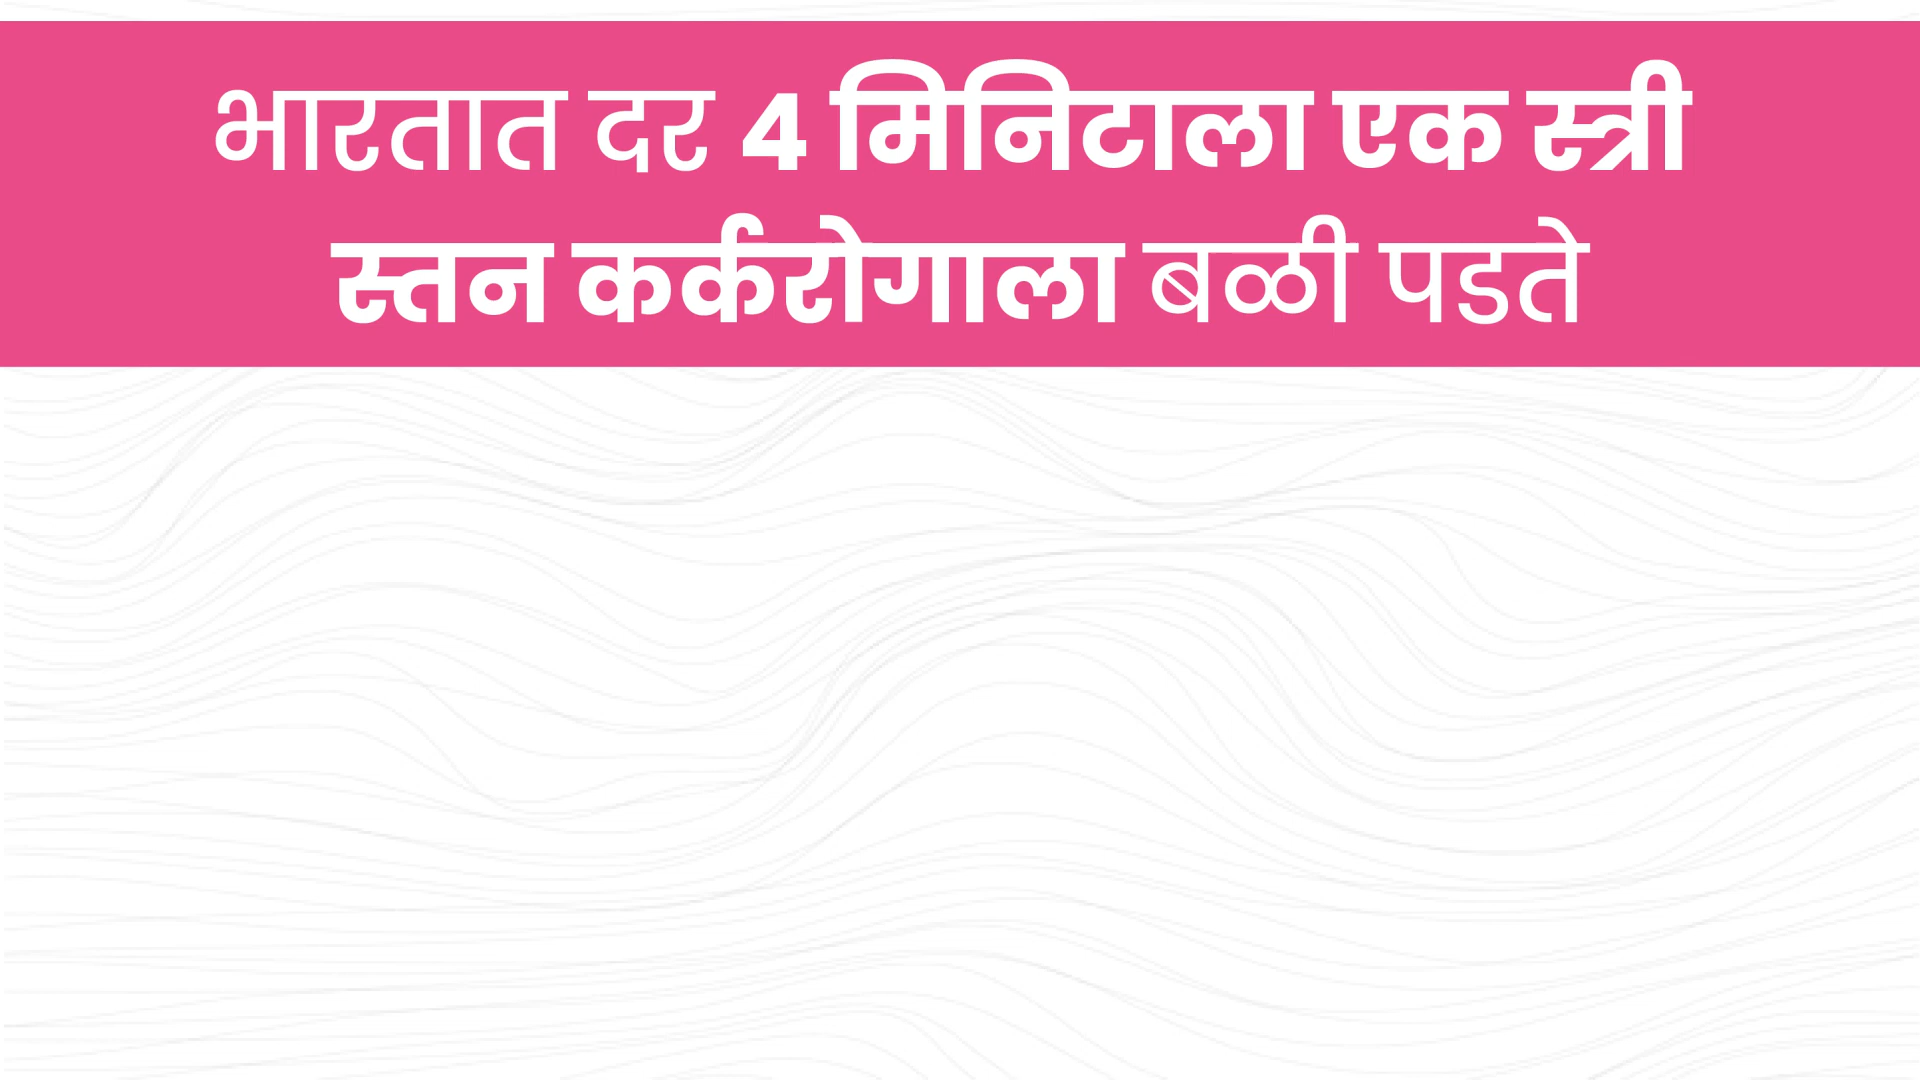 भारतात दर 4 मिनिटाला एक स्त्री
स्तन कर्करोगाला बळी पडते